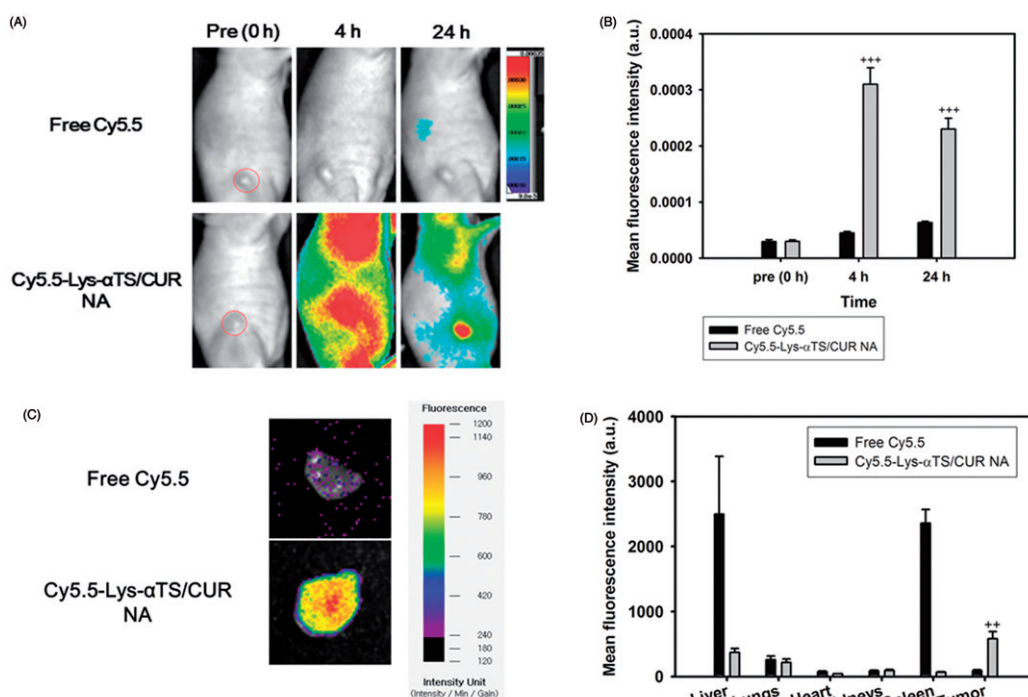 (A)
Pre (0 h) 4 h 24 h
Free Cy5.5
Cy5.5-Lys-αTS/CUR
NA
(B)
Mean fluorescence intensity (a.u.)
0.0004
0.0003
0.0002
0.0001
0.0000
pre (0 h) 4 h 24 h
Time
Free Cy5.5
Cy5.5-Lys-αTS/CUR NA
+++
+++
(C)
Free Cy5.5
Cy5.5-Lys-αTS/CUR
NA
Fluorescence
1200
1140
960
780
600
420
240
180
120
Intensity Unit
(Intensity / Min / Gain)
(D)
Mean fluorescence intensity (a.u.)
4000
3000
2000
1000
0
Free Cy5.5
Cy5.5-Lys-αTS/CUR NA
++
Liver Lungs Heart Tumor